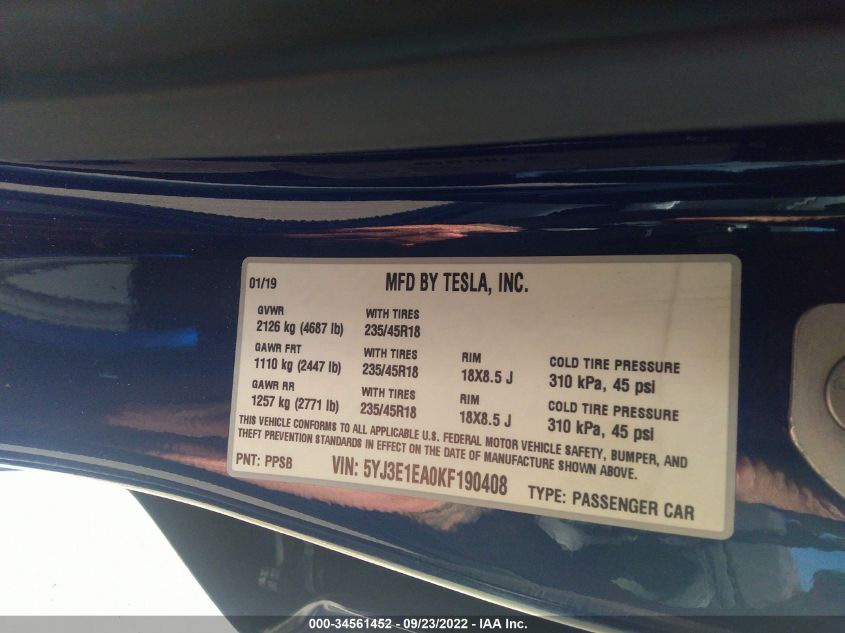 01/19 MFD BY TESLA, INC.
GVWR WITH TIRES
2126 kg (4687 lb) 235/45R18
GAWR FRT WITH TIRES RIM COLD TIRE PRESSURE
1110 kg (2447 lb) 235/45R18 18X8.5 J 310 kPa, 45 psi
GAWR RR WITH TIRES RIM COLD TIRE PRESSURE
1257 kg (2771 lb) 235/45R18 18X8.5 J 310 kPa, 45 psi
THIS VEHICLE CONFORMS TO ALL APPLICABLE U.S. FEDERAL MOTOR VEHICLE SAFETY, BUMPER, AND
THEFT PREVENTION STANDARDS IN EFFECT ON THE DATE OF MANUFACTURE SHOWN ABOVE.
PNT: PPSB VIN: 5YJ3E1EA0KF190408 TYPE: PASSENGER CAR
000-34561452 - 09/23/2022 - IAA Inc.